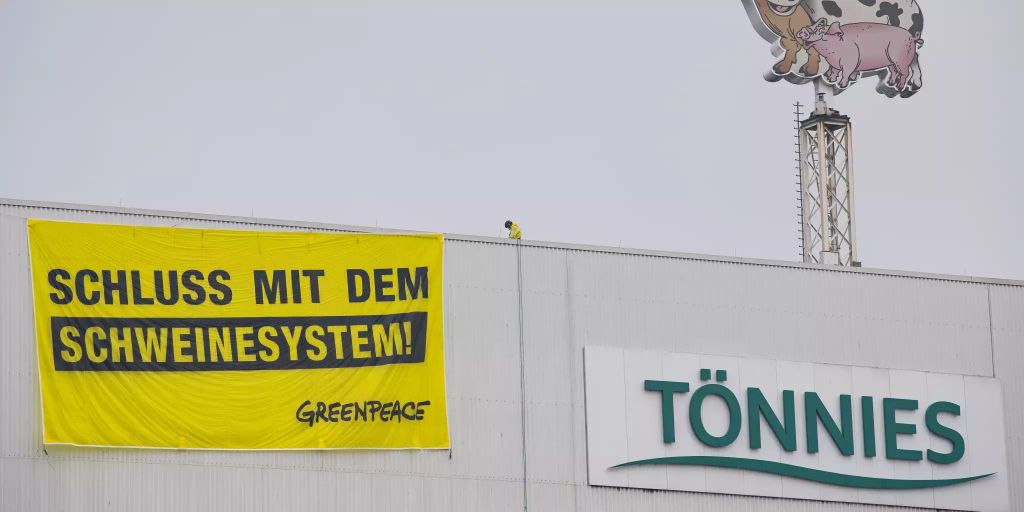 SCHLUSS MIT DEM
SCHWEINESYSTEM!
GREENPEACE
TÖNNIES